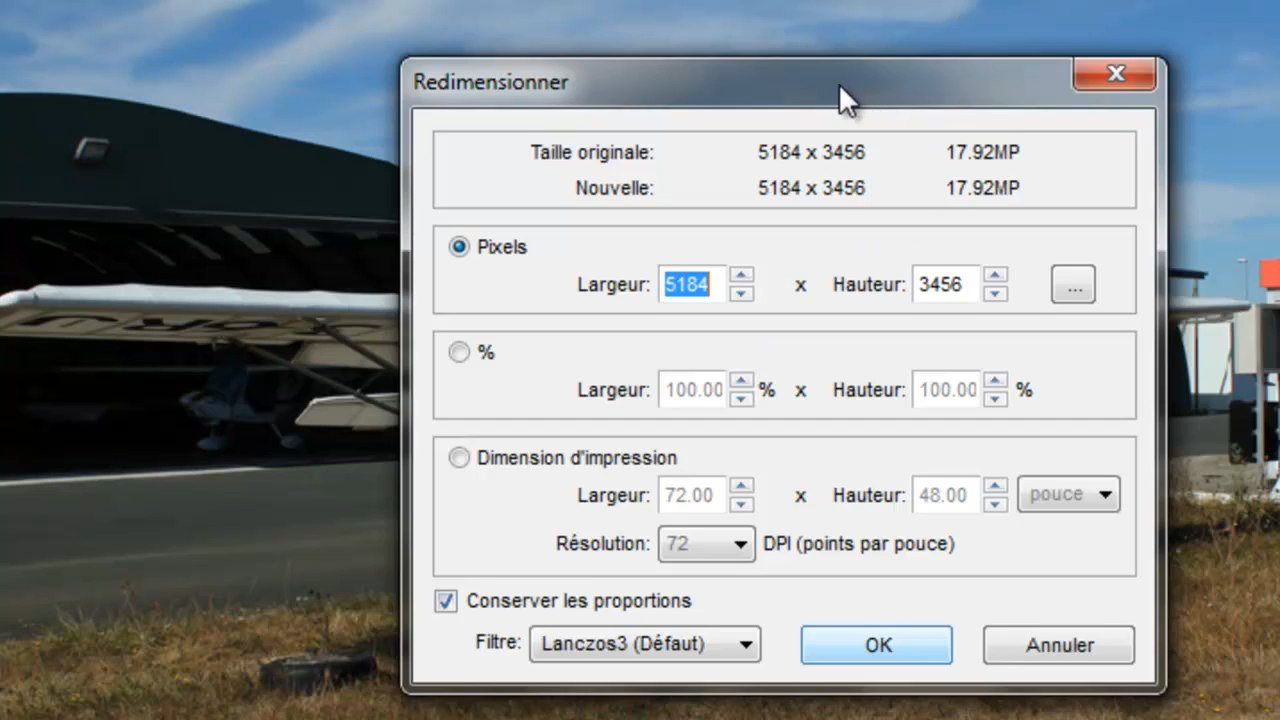 Redimensionner
Taille originale: 5184 x 3456 17.92MP
Nouvelle: 5184 x 3456 17.92MP
Pixels
Largeur: 5184 x Hauteur: 3456 ...
%
Largeur: 100.00 % x Hauteur: 100.00 %
Dimension d'impression
Largeur: 72.00 x Hauteur: 48.00 pouce
Résolution: 72 DPI (points par pouce)
Conserver les proportions
Filtre: Lanczos3 (Défaut) OK Annuler